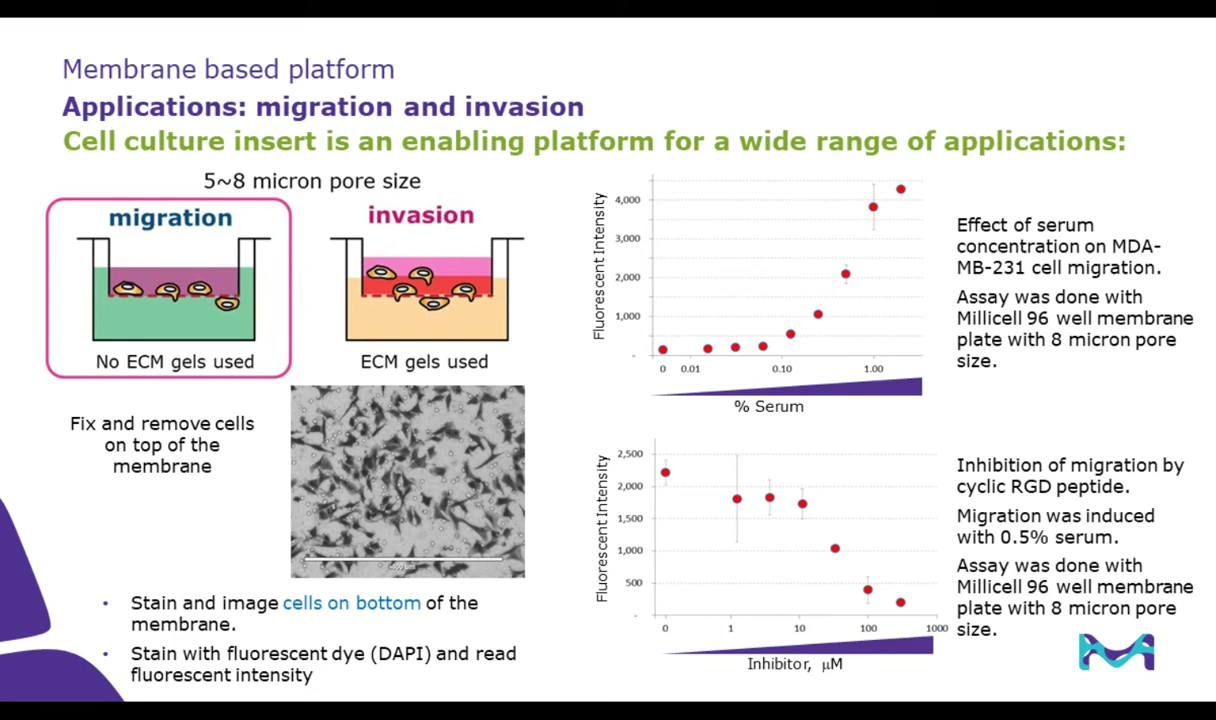 Membrane based platform
Applications: migration and invasion
Cell culture insert is an enabling platform for a wide range of applications:
5~8 micron pore size
migration
invasion
No ECM gels used
ECM gels used
Fix and remove cells
on top of the
membrane
• Stain and image cells on bottom of the
membrane.
• Stain with fluorescent dye (DAPI) and read
fluorescent intensity
Fluorescent Intensity
4,000
3,000
2,000
1,000
-
0 0.01 0.10 1.00
% Serum
Effect of serum
concentration on MDA-
MB-231 cell migration.
Assay was done with
Millicell 96 well membrane
plate with 8 micron pore
size.
Fluorescent Intensity
2,500
2,000
1,500
1,000
500
-
0 1 10 100 1000
Inhibitor, µM
Inhibition of migration by
cyclic RGD peptide.
Migration was induced
with 0.5% serum.
Assay was done with
Millicell 96 well membrane
plate with 8 micron pore
size.